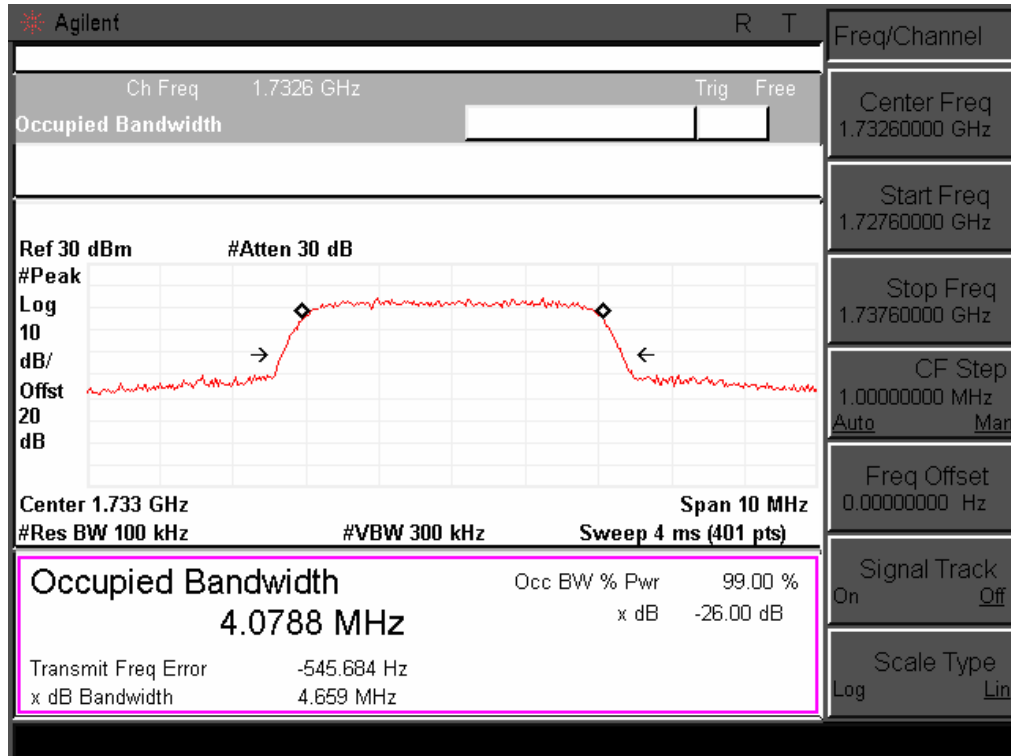 Agilent R T
Freq/Channel
Ch Freq 1.7326 GHz Trig Free
Occupied Bandwidth
Center Freq
1.73260000 GHz
Start Freq
1.72760000 GHz
Stop Freq
1.73760000 GHz
CF Step
1.00000000 MHz
Auto Man
Freq Offset
0.00000000 Hz
Signal Track
On Off
Scale Type
Log Lin
Ref 30 dBm #Atten 30 dB
#Peak
Log
10
dB/
Offst
20
dB
Center 1.733 GHz Span 10 MHz
#Res BW 100 kHz #VBW 300 kHz Sweep 4 ms (401 pts)
Occupied Bandwidth Occ BW % Pwr 99.00 %
4.0788 MHz x dB -26.00 dB
Transmit Freq Error -545.684 Hz
x dB Bandwidth 4.659 MHz